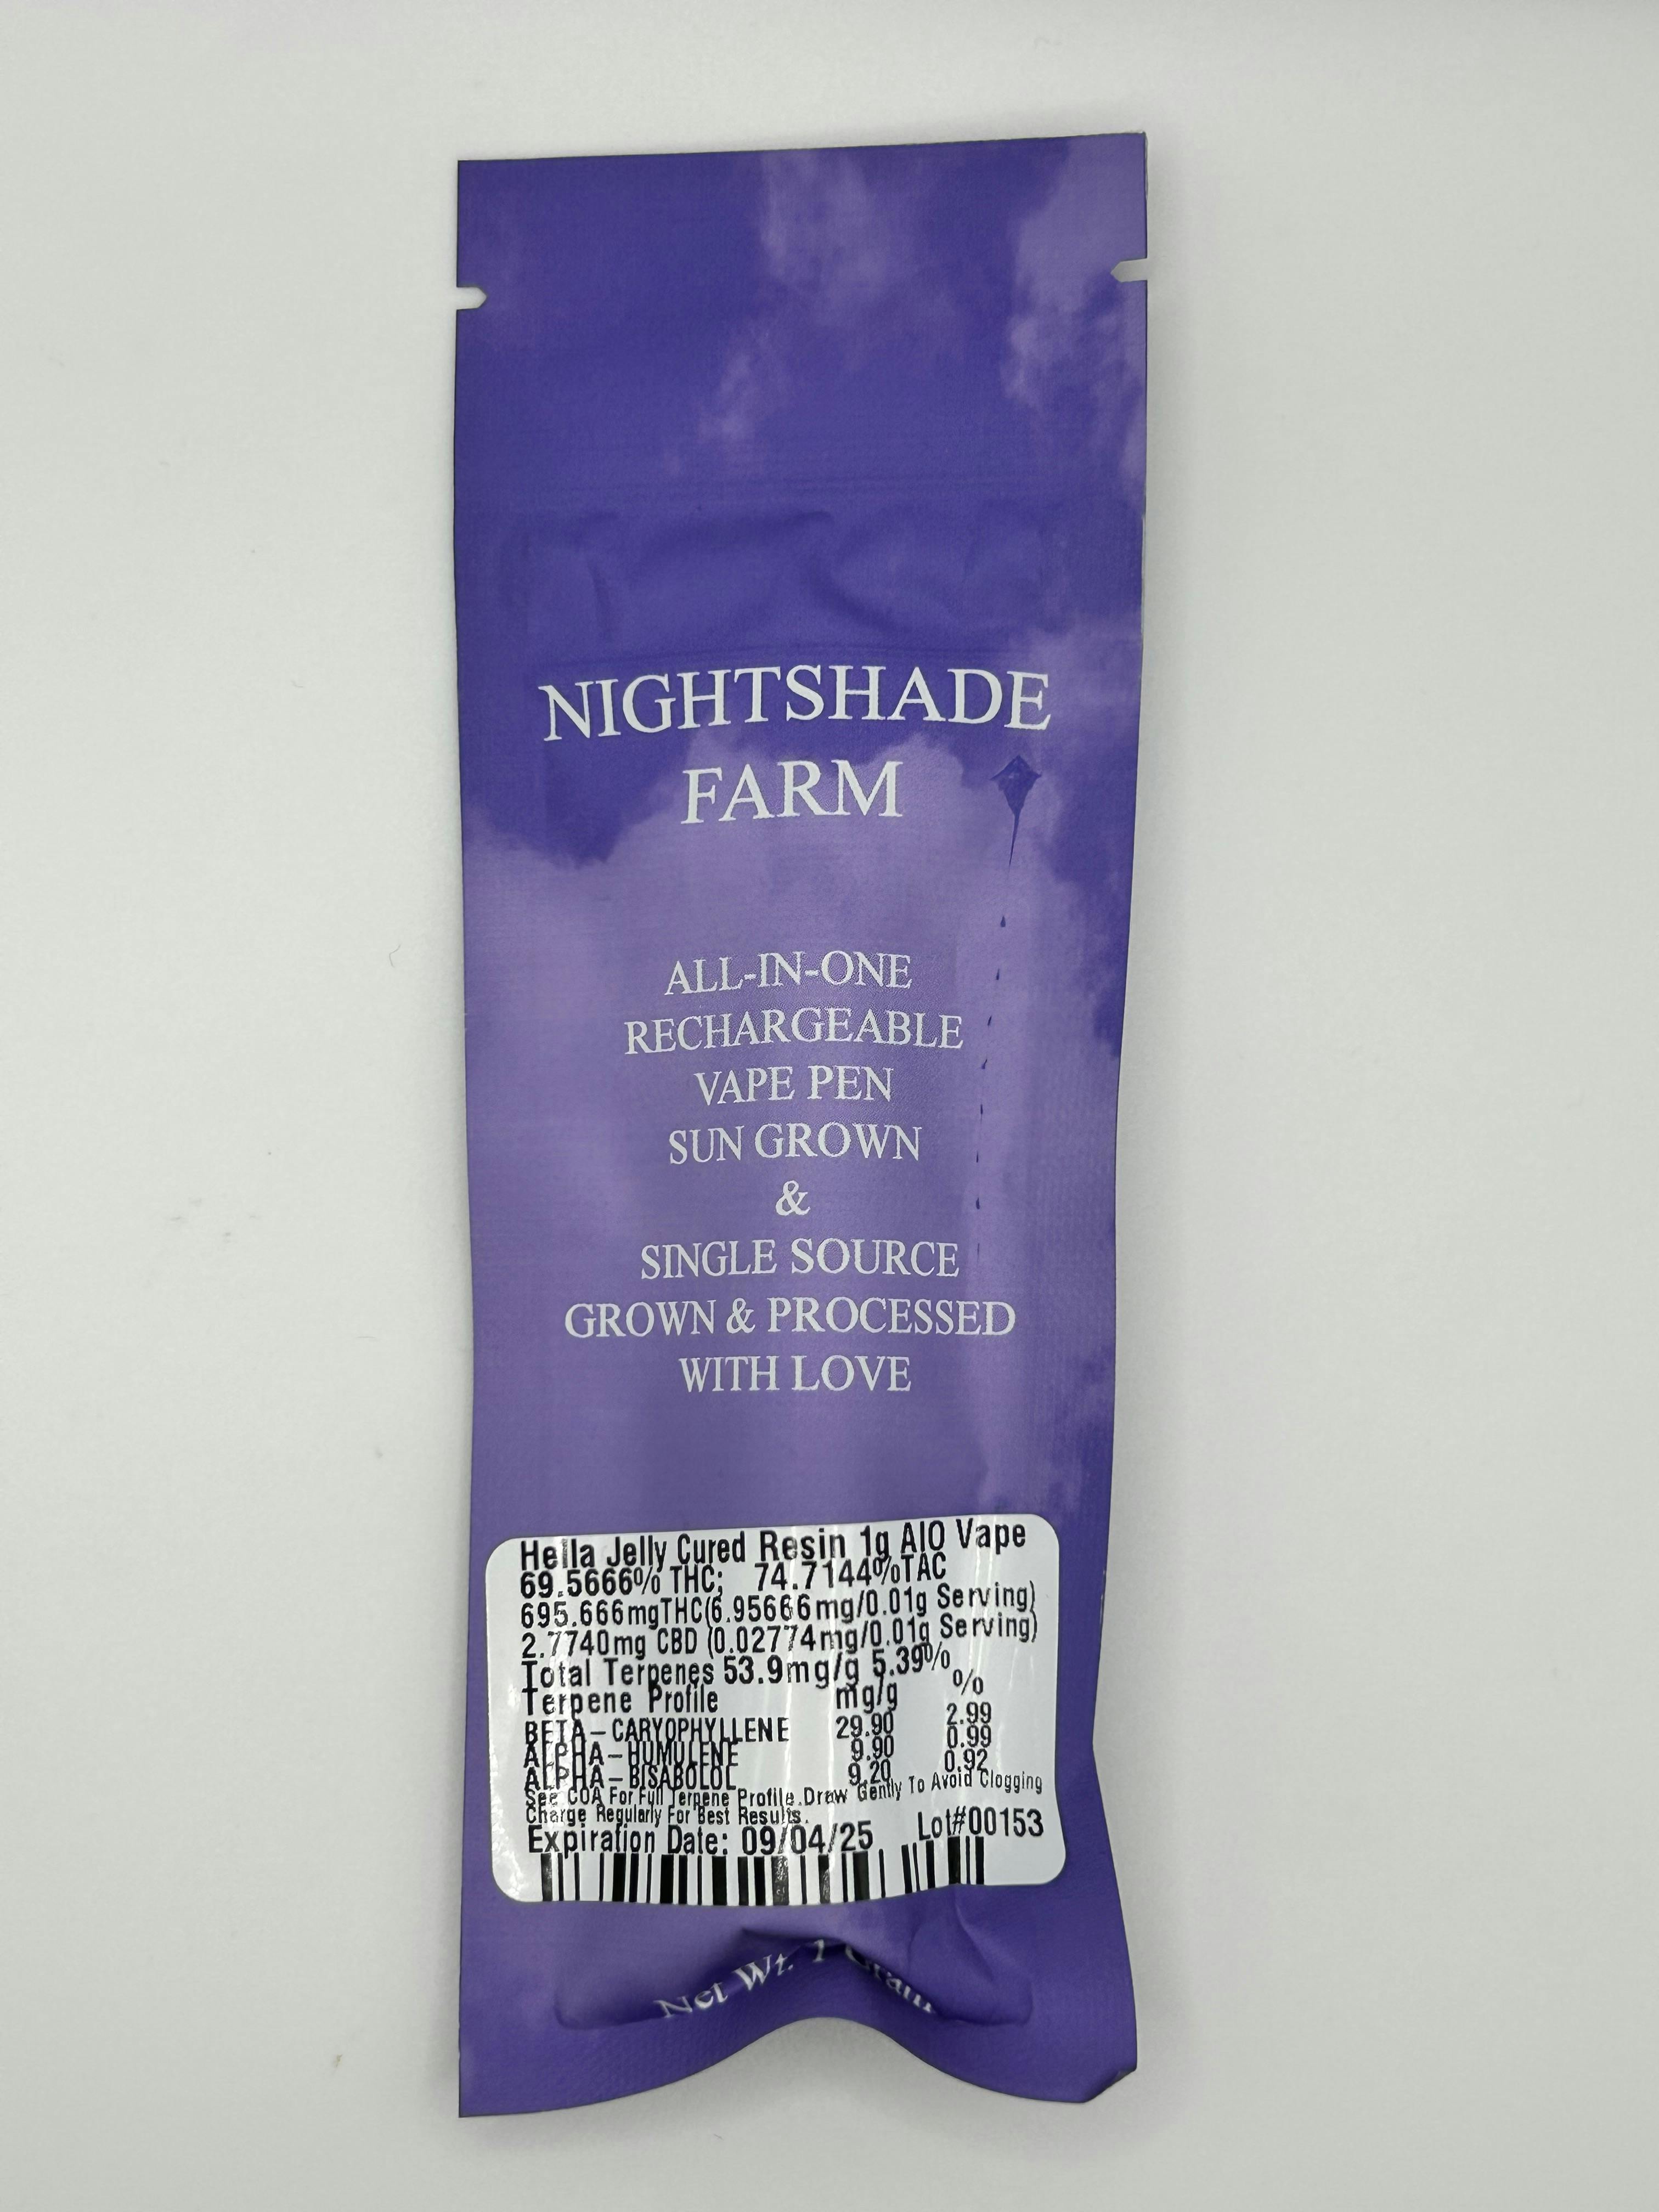 NIGHTSHADE
FARM
ALL-IN-ONE
RECHARGEABLE
VAPE PEN
SUN GROWN
&
SINGLE SOURCE
GROWN & PROCESSED
WITH LOVE
Hella Jelly Cured Resin 1g AIO Vape
69.5666% THC; 74.7144%TAC
695.666mgTHC(6.95666mg/0.01g Serving)
2.7740mg CBD (0.02774mg/0.01g Serving)
Total Terpenes 53.9mg/g 5.39%
Terpene Profile mg/g %
BETA-CARYOPHYLLENE 29.90 2.99
ALPHA-HUMULENE 9.90 0.99
ALPHA-BISABOLOL 9.20 0.92
See COA For Full Terpene Profile.Draw Gently To Avoid Clogging
Charge Regularly For Best Results.
Expiration Date: 09/04/25 Lot#00153
Net Wt. 1 Gram